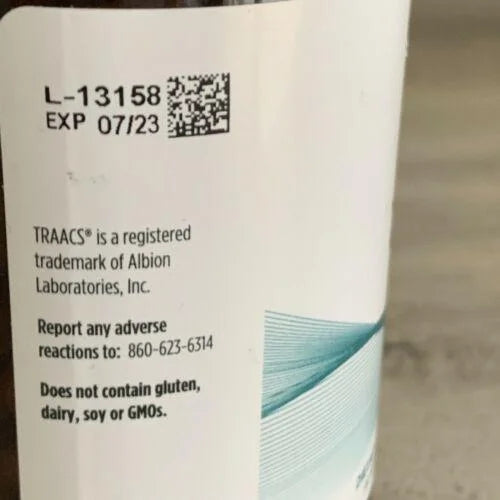 L-13158
EXP 07/23
TRAACS® is a registered
trademark of Albion
Laboratories, Inc.
Report any adverse
reactions to: 860-623-6314
Does not contain gluten,
dairy, soy or GMOs.